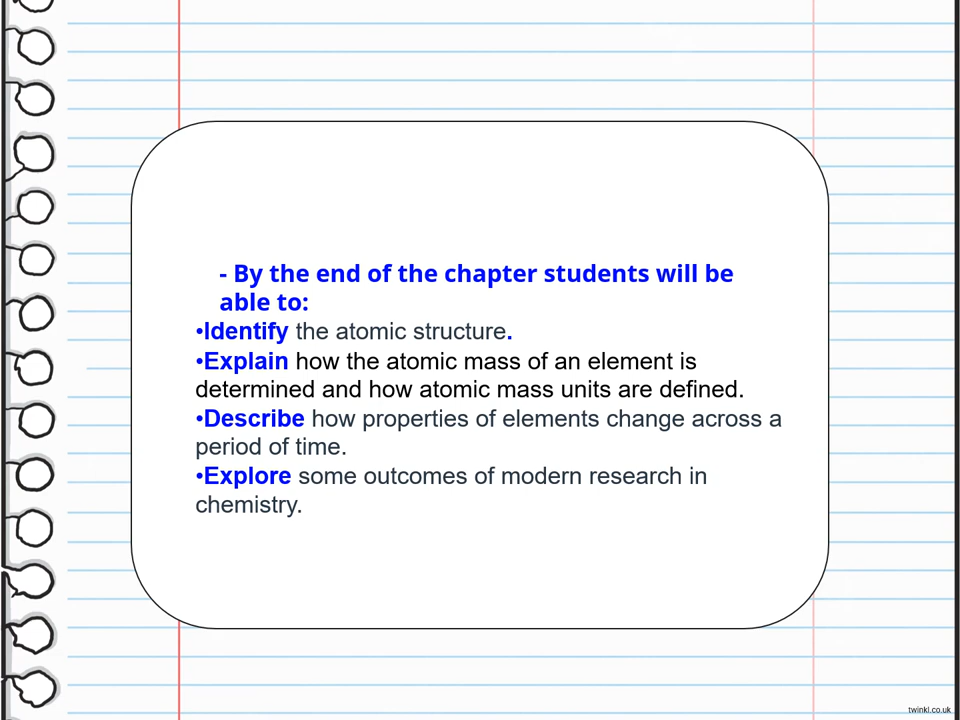 - By the end of the chapter students will be
able to:
•Identify the atomic structure.
•Explain how the atomic mass of an element is
determined and how atomic mass units are defined.
•Describe how properties of elements change across a
period of time.
•Explore some outcomes of modern research in
chemistry.
twinkl.co.uk